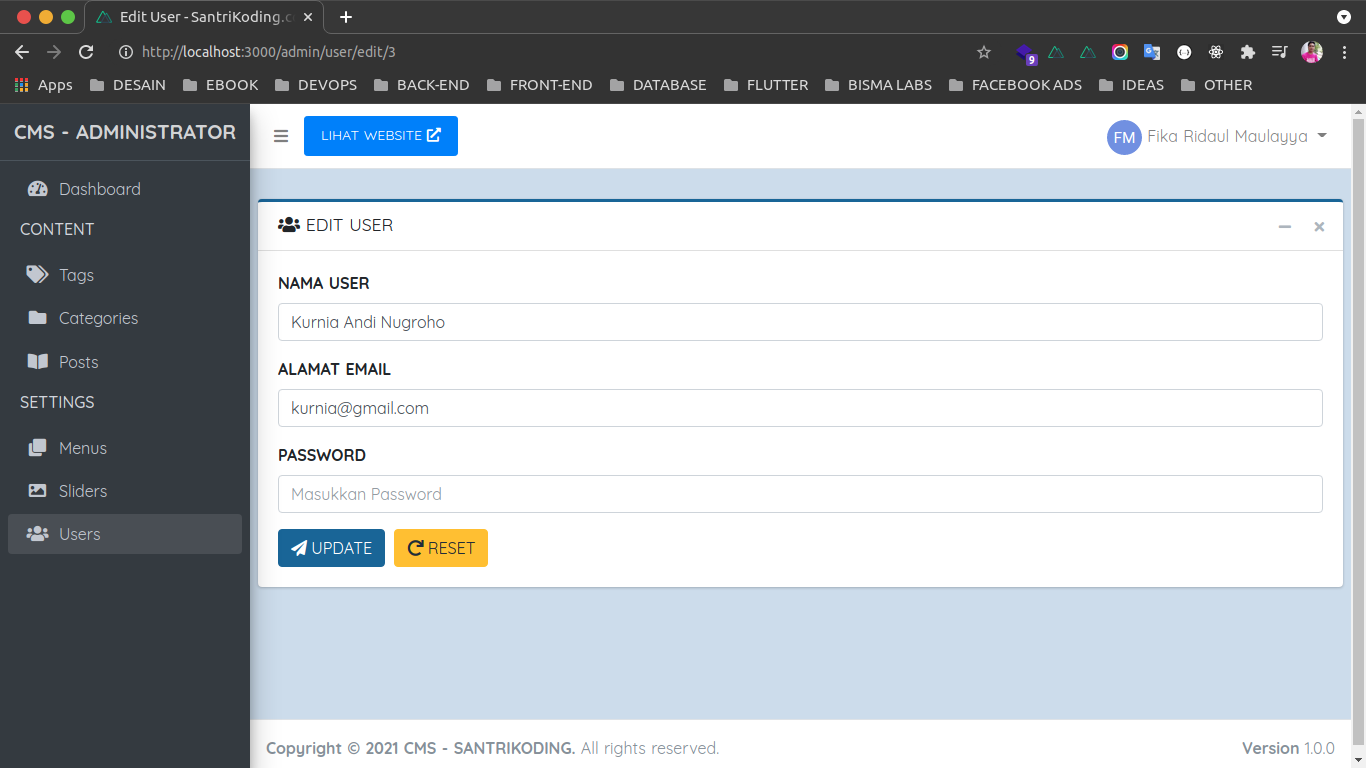 Edit User - SantriKoding.c
http://localhost:3000/admin/user/edit/3
9
Apps DESAIN EBOOK DEVOPS BACK-END FRONT-END DATABASE FLUTTER BISMA LABS FACEBOOK ADS IDEAS OTHER
CMS - ADMINISTRATOR
LIHAT WEBSITE
FM Fika Ridaul Maulayya
Dashboard
CONTENT
Tags
Categories
Posts
SETTINGS
Menus
Sliders
Users
EDIT USER
NAMA USER
Kurnia Andi Nugroho
ALAMAT EMAIL
kurnia@gmail.com
PASSWORD
Masukkan Password
UPDATE RESET
Copyright © 2021 CMS - SANTRIKODING. All rights reserved.
Version 1.0.0